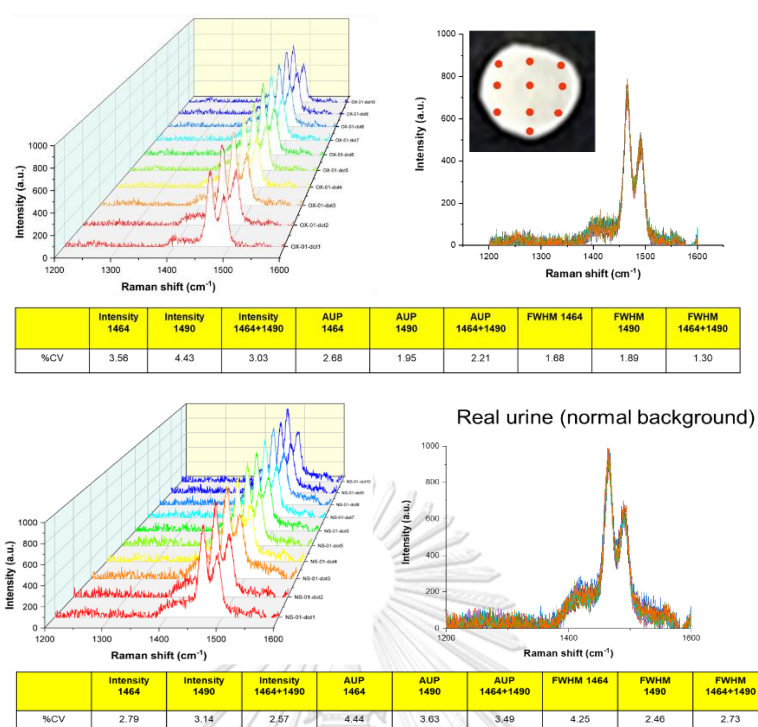 1000
800
600
400
200
0
Intensity (a.u.)
1200 1300 1400 1500 1600
Raman shift (cm-1)
OX-01-dot9
OX-01-dot8
OX-01-dot7
OX-01-dot6
OX-01-dot5
OX-01-dot4
OX-01-dot3
OX-01-dot2
OX-01-dot1
1000
800
600
400
200
0
Intensity (a.u.)
1200 1300 1400 1500 1600
Raman shift (cm-1)
Intensity 1464 Intensity 1490 Intensity 1464+1490 AUP 1464 AUP 1490 AUP 1464+1490 FWHM 1464 FWHM 1490 FWHM 1464+1490
%CV 3.56 4.43 3.03 2.68 1.95 2.21 1.68 1.89 1.30
1000
800
600
400
200
0
Intensity (a.u.)
1200 1300 1400 1500 1600
Raman shift (cm-1)
NS-01-dot9
NS-01-dot8
NS-01-dot7
NS-01-dot6
NS-01-dot5
NS-01-dot4
NS-01-dot3
NS-01-dot2
NS-01-dot1
Real urine (normal background)
1000
800
600
400
200
0
Intensity (a.u.)
1200 1400 1500 1600
Raman shift (cm-1)
Intensity 1464 Intensity 1490 Intensity 1464+1490 AUP 1464 AUP 1490 AUP 1464+1490 FWHM 1464 FWHM 1490 FWHM 1464+1490
%CV 2.79 3.14 2.57 4.44 3.63 3.49 4.25 2.46 2.73